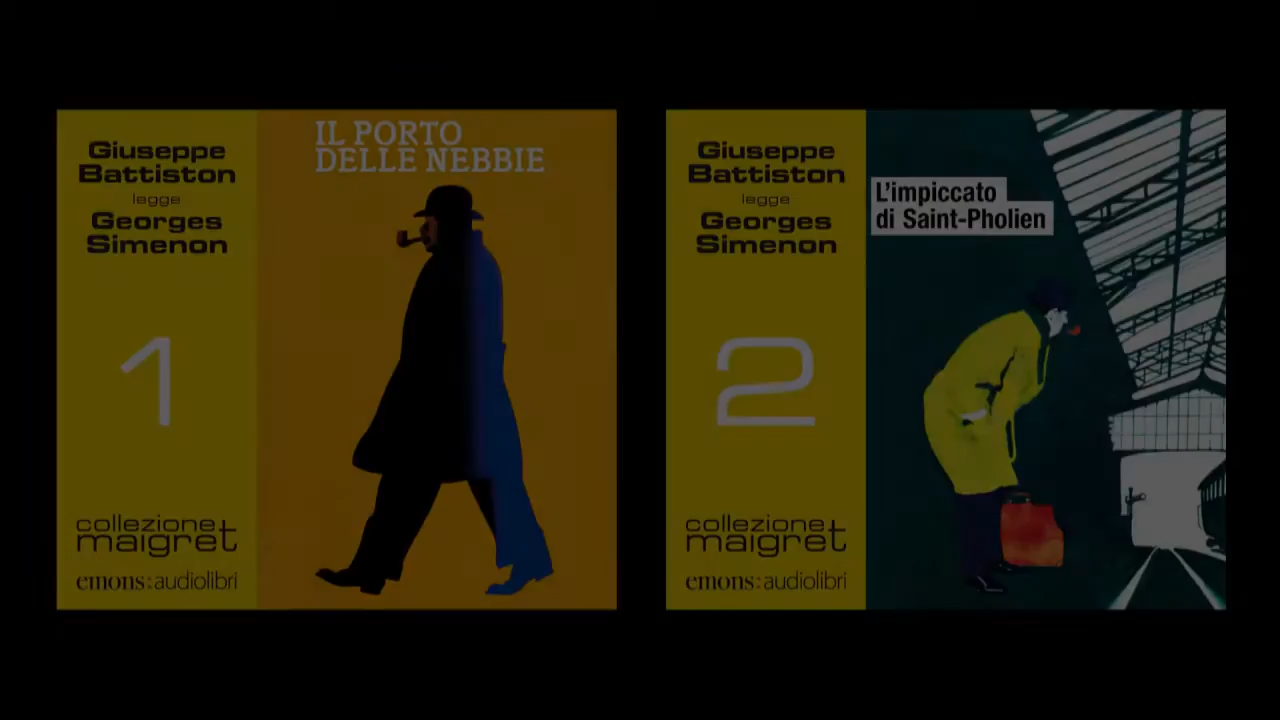 Giuseppe
Battiston
legge
Georges
Simenon
1
collezione
maigret
emons:audiolibri
IL PORTO
DELLE NEBBIE
Giuseppe
Battiston
legge
Georges
Simenon
2
collezione
maigret
emons:audiolibri
L'impiccato
di Saint-Pholien